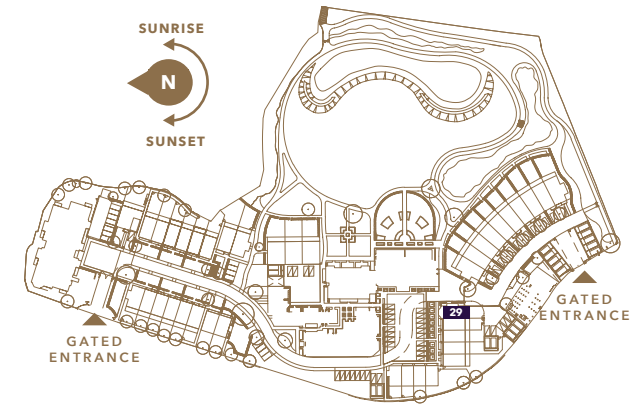 SUNRISE
N
SUNSET
29
GATED
ENTRANCE
GATED
ENTRANCE